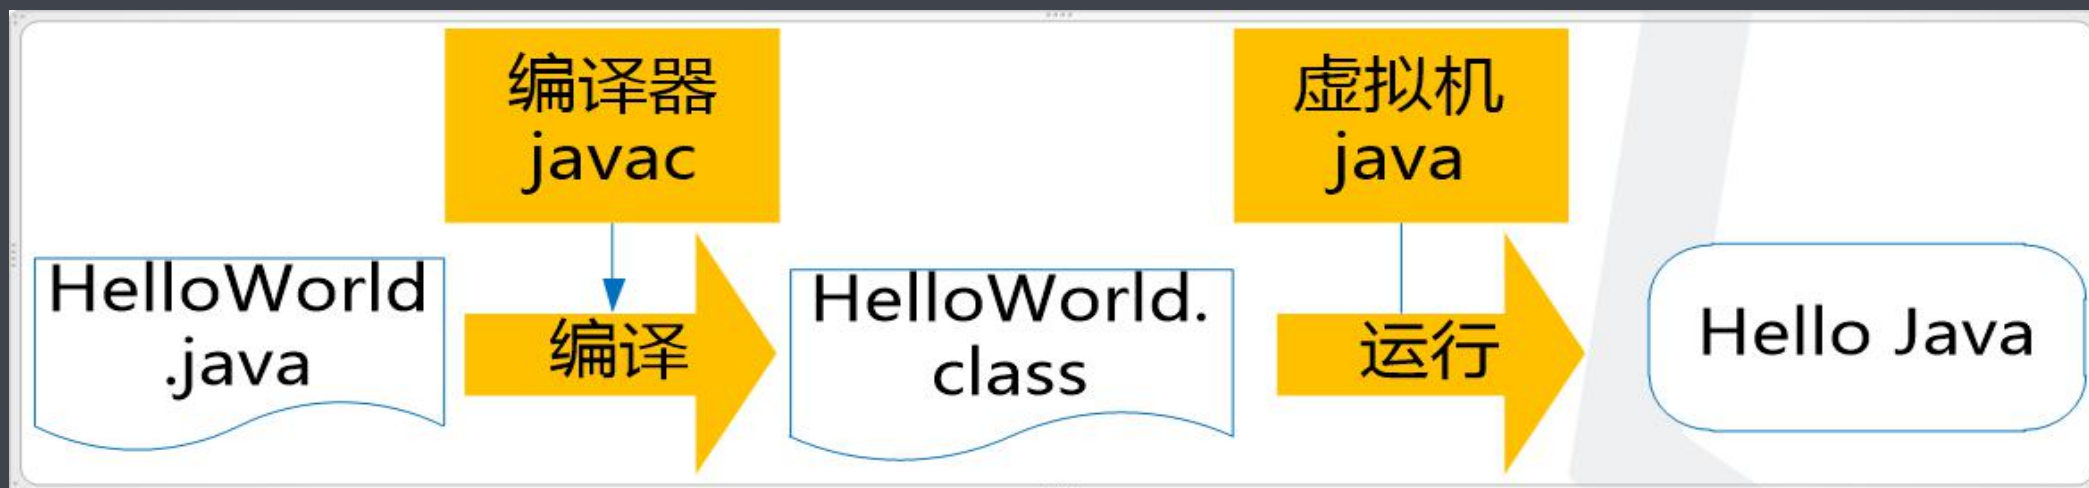 编译器
javac
虚拟机
java
HelloWorld
.java
编译
HelloWorld.
class
运行
Hello Java